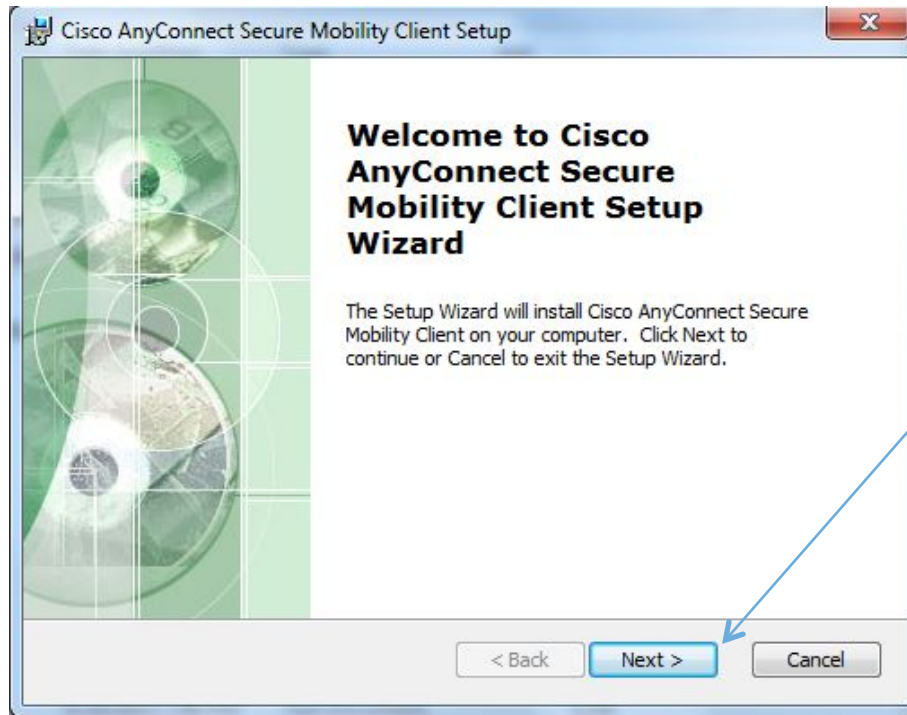 Cisco AnyConnect Secure Mobility Client Setup
Welcome to Cisco
AnyConnect Secure
Mobility Client Setup
Wizard
The Setup Wizard will install Cisco AnyConnect Secure
Mobility Client on your computer.  Click Next to
continue or Cancel to exit the Setup Wizard.
< Back Next > Cancel